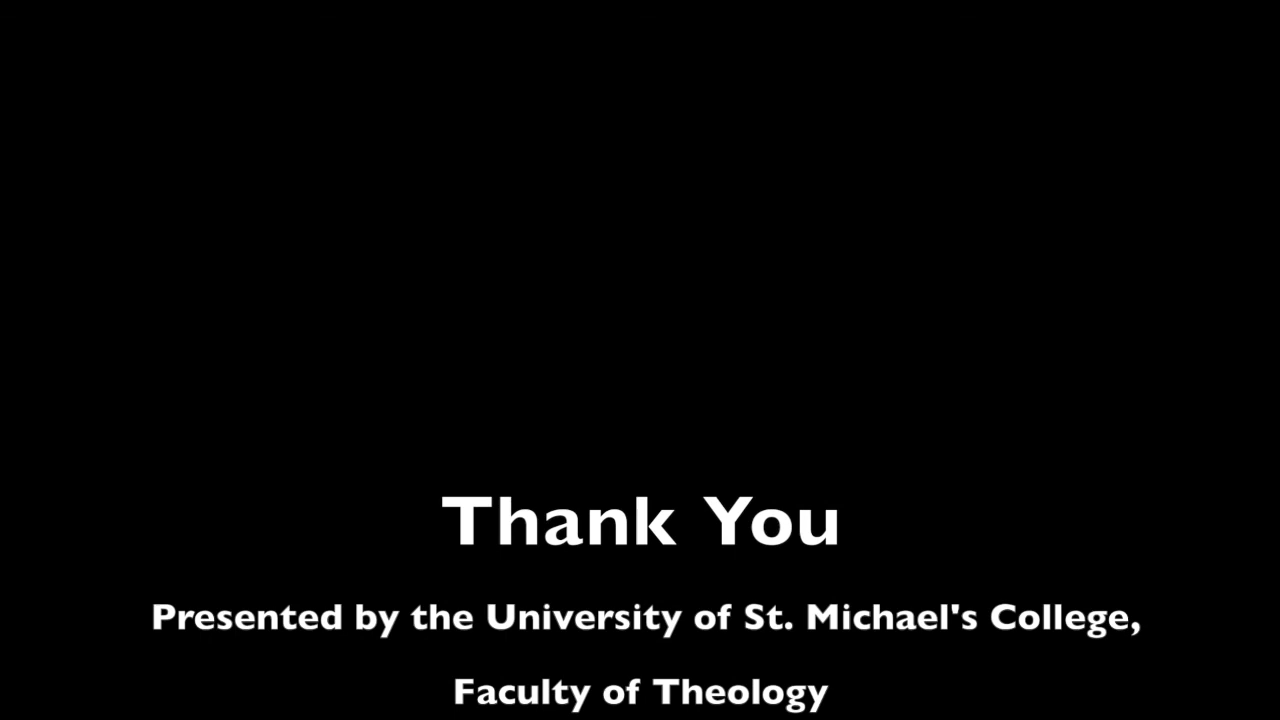 Thank You
Presented by the University of St. Michael's College,
Faculty of Theology